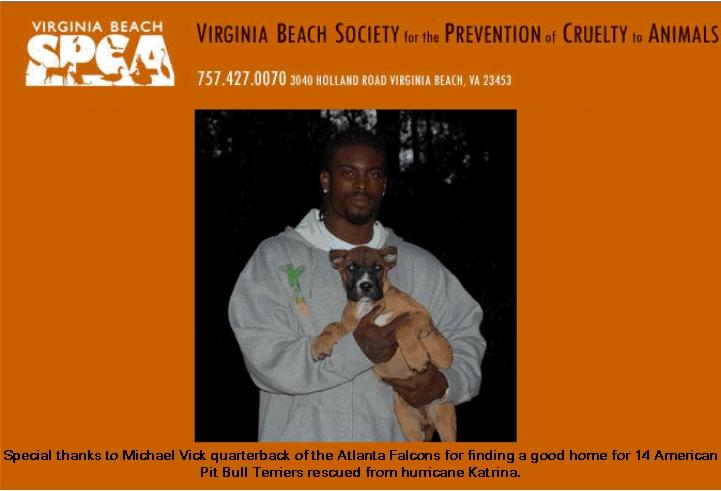 VIRGINIA BEACH
SPCA
VIRGINIA BEACH SOCIETY for the PREVENTION of CRUELTY to ANIMALS
757.427.0070 3040 HOLLAND ROAD VIRGINIA BEACH, VA 23453
Special thanks to Michael Vick quarterback of the Atlanta Falcons for finding a good home for 14 American
Pit Bull Terriers rescued from hurricane Katrina.